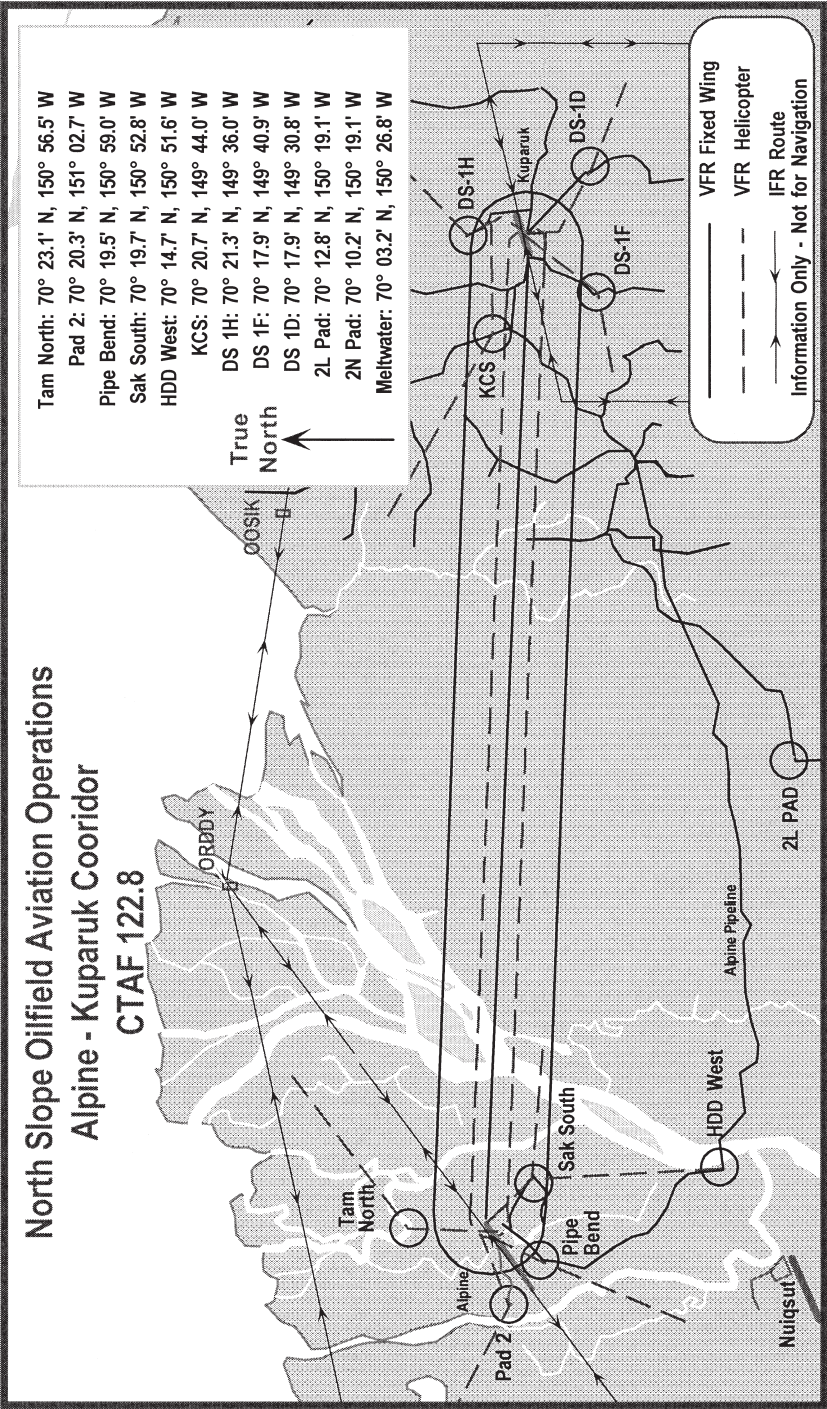 North Slope Oilfield Aviation Operations
Alpine - Kuparuk Cooridor
CTAF 122.8
Tam North: 70° 23.1' N, 150° 56.5' W
Pad 2: 70° 20.3' N, 151° 02.7' W
Pipe Bend: 70° 19.5' N, 150° 59.0' W
Sak South: 70° 19.7' N, 150° 52.8' W
HDD West: 70° 14.7' N, 150° 51.6' W
KCS: 70° 20.7' N, 149° 44.0' W
DS 1H: 70° 21.3' N, 149° 36.0' W
DS 1F: 70° 17.9' N, 149° 40.9' W
DS 1D: 70° 17.9' N, 149° 30.8' W
2L Pad: 70° 12.8' N, 150° 19.1' W
2N Pad: 70° 10.2' N, 150° 19.1' W
Meltwater: 70° 03.2' N, 150° 26.8' W
True
North
OOSIK
ORDDY
Tam
North
Alpine
Pad 2
Pipe
Bend
Sak South
HDD West
Nuiqsut
Alpine Pipeline
2L PAD
KCS
DS-1H
Kuparuk
DS-1D
DS-1F
VFR Fixed Wing
VFR Helicopter
IFR Route
Information Only - Not for Navigation